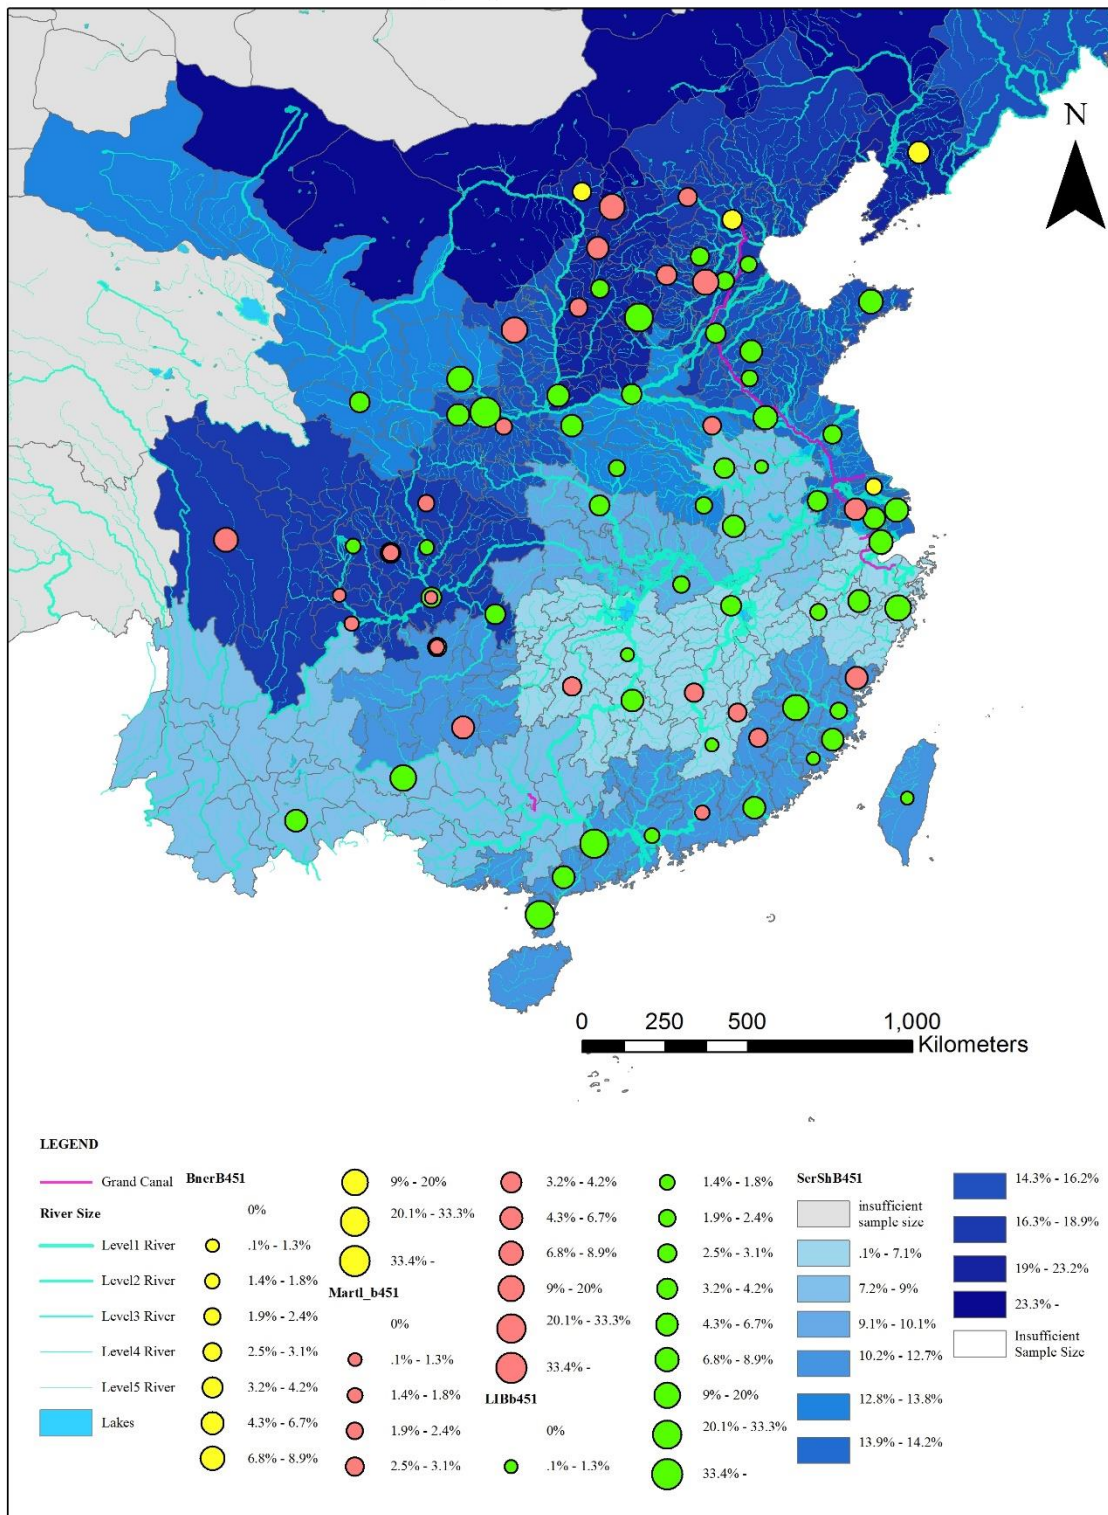 N
0
250
500
1,000
Kilometers
LEGEND
Grand Canal
River Size
Level1 River
Level2 River
Level3 River
Level4 River
Level5 River
Lakes
BnerB451
0%
.1% - 1.3%
1.4% - 1.8%
1.9% - 2.4%
2.5% - 3.1%
3.2% - 4.2%
4.3% - 6.7%
6.8% - 8.9%
9% - 20%
20.1% - 33.3%
33.4% -
Martl_b451
0%
.1% - 1.3%
1.4% - 1.8%
1.9% - 2.4%
2.5% - 3.1%
3.2% - 4.2%
4.3% - 6.7%
6.8% - 8.9%
9% - 20%
20.1% - 33.3%
33.4% -
LIBb451
0%
.1% - 1.3%
1.4% - 1.8%
1.9% - 2.4%
2.5% - 3.1%
3.2% - 4.2%
4.3% - 6.7%
6.8% - 8.9%
9% - 20%
20.1% - 33.3%
33.4% -
SerShB451
insufficient
sample size
.1% - 7.1%
7.2% - 9%
9.1% - 10.1%
10.2% - 12.7%
12.8% - 13.8%
13.9% - 14.2%
14.3% - 16.2%
16.3% - 18.9%
19% - 23.2%
23.3% -
Insufficient
Sample Size